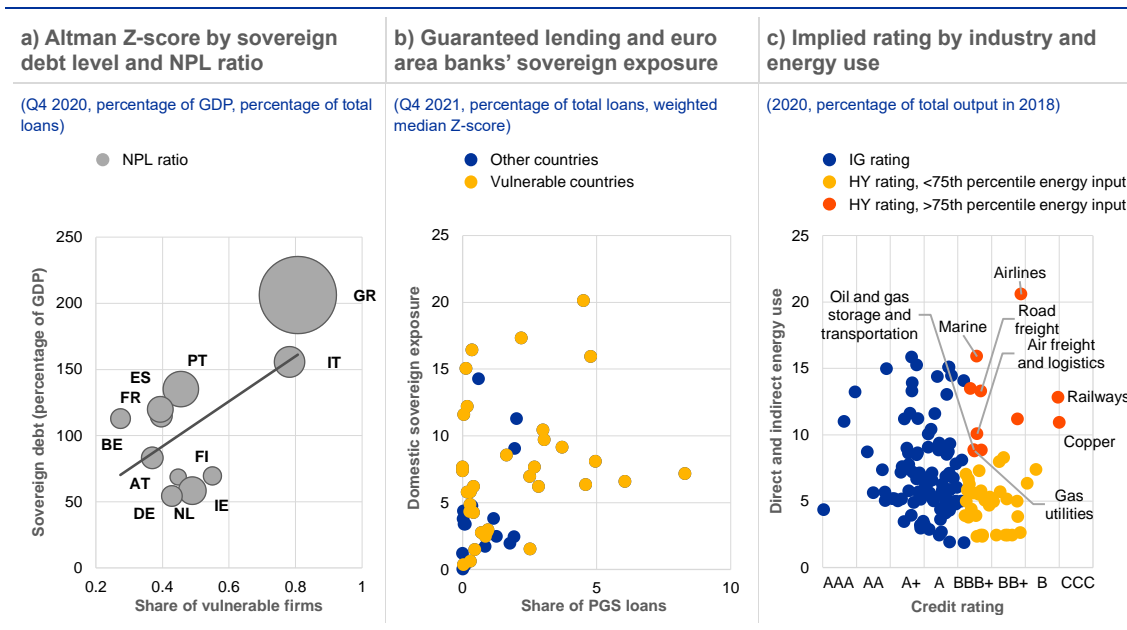 a) Altman Z-score by sovereign
debt level and NPL ratio
(Q4 2020, percentage of GDP, percentage of total
loans)
NPL ratio
Sovereign debt (percentage of GDP)
250
200
150
100
50
0
GR
IT
PT
ES
FR
BE
AT
FI
DE
NL
IE
0.2
0.4
0.6
0.8
1
Share of vulnerable firms
b) Guaranteed lending and euro
area banks' sovereign exposure
(Q4 2021, percentage of total loans, weighted
median Z-score)
Other countries
Vulnerable countries
Domestic sovereign exposure
25
20
15
10
5
0
0
5
10
Share of PGS loans
c) Implied rating by industry and
energy use
(2020, percentage of total output in 2018)
IG rating
HY rating, <75th percentile energy input
HY rating, >75th percentile energy input
Direct and indirect energy use
25
20
15
10
5
0
Airlines
Oil and gas
storage and
transportation
Marine
Road
freight
Air freight
and logistics
Railways
Copper
Gas
utilities
AAA
AA
A+
A
BBB+
BB+
B
CCC
Credit rating